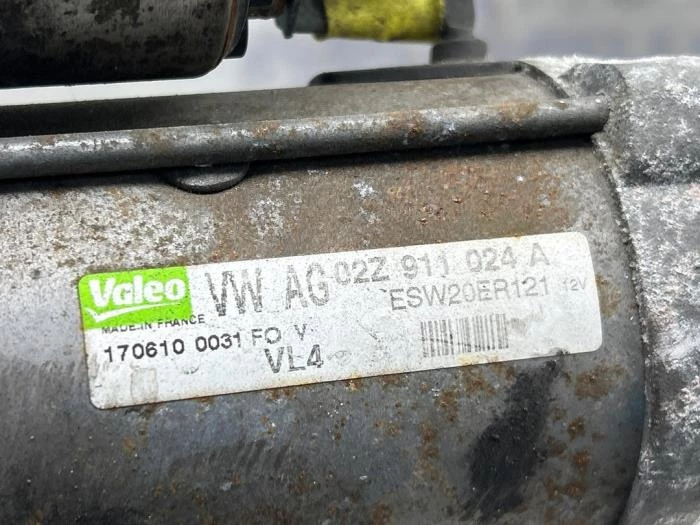 Valeo VW AG 02Z 911 024 A
MADE IN FRANCE ESW20ER121 12V
170610 0031 FO Y
VL4